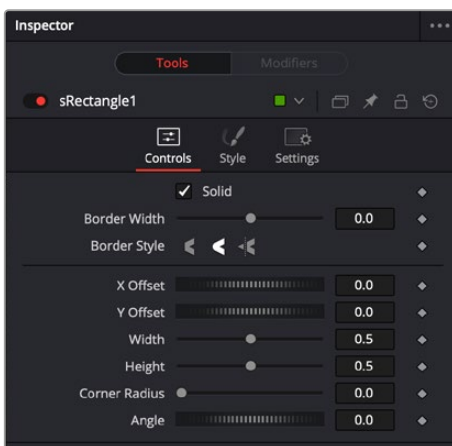 Inspector
Tools Modifiers
sRectangle1
Controls Style Settings
Solid
Border Width 0.0
Border Style
X Offset 0.0
Y Offset 0.0
Width 0.5
Height 0.5
Corner Radius 0.0
Angle 0.0